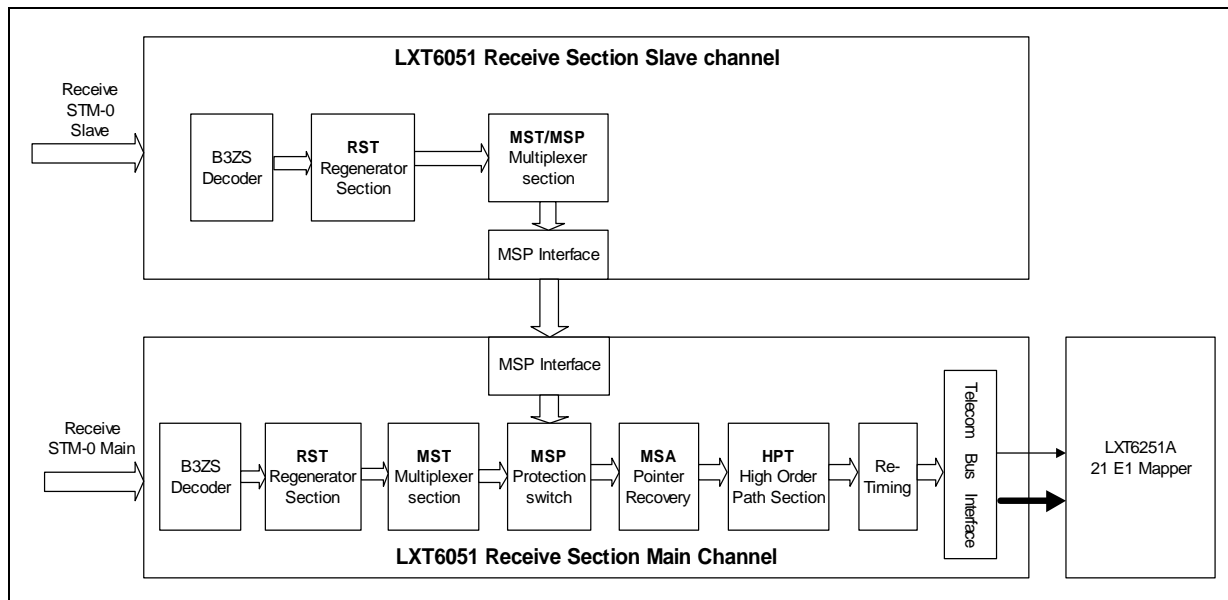 LXT6051 Receive Section Slave channel
Receive
STM-0
Slave
B3ZS
Decoder
RST
Regenerator
Section
MST/MSP
Multiplexer
section
MSP Interface
MSP Interface
Receive
STM-0 Main
B3ZS
Decoder
RST
Regenerator
Section
MST
Multiplexer
section
MSP
Protection
switch
MSA
Pointer
Recovery
HPT
High Order
Path Section
Re-
Timing
Telecom Bus Interface
LXT6251A
21 E1 Mapper
LXT6051 Receive Section Main Channel